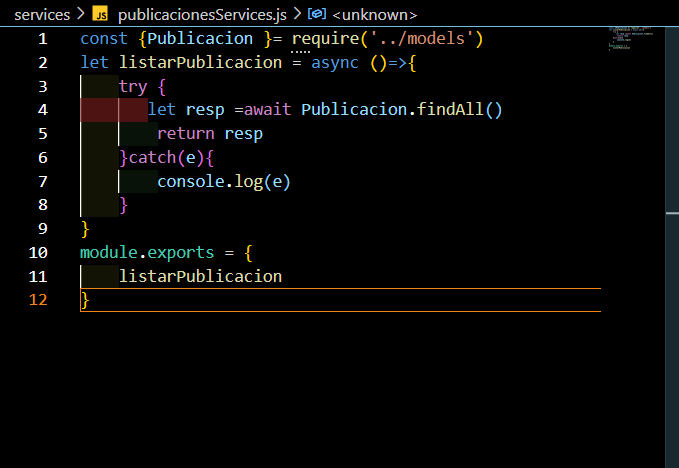 services > JS publicacionesServices.js > <unknown>
1 const {Publicacion }= require('../models')
2 let listarPublicacion = async ()=>{
3 try {
4 let resp =await Publicacion.findAll()
5 return resp
6 }catch(e){
7 console.log(e)
8 }
9 }
10 module.exports = {
11 listarPublicacion
12 }